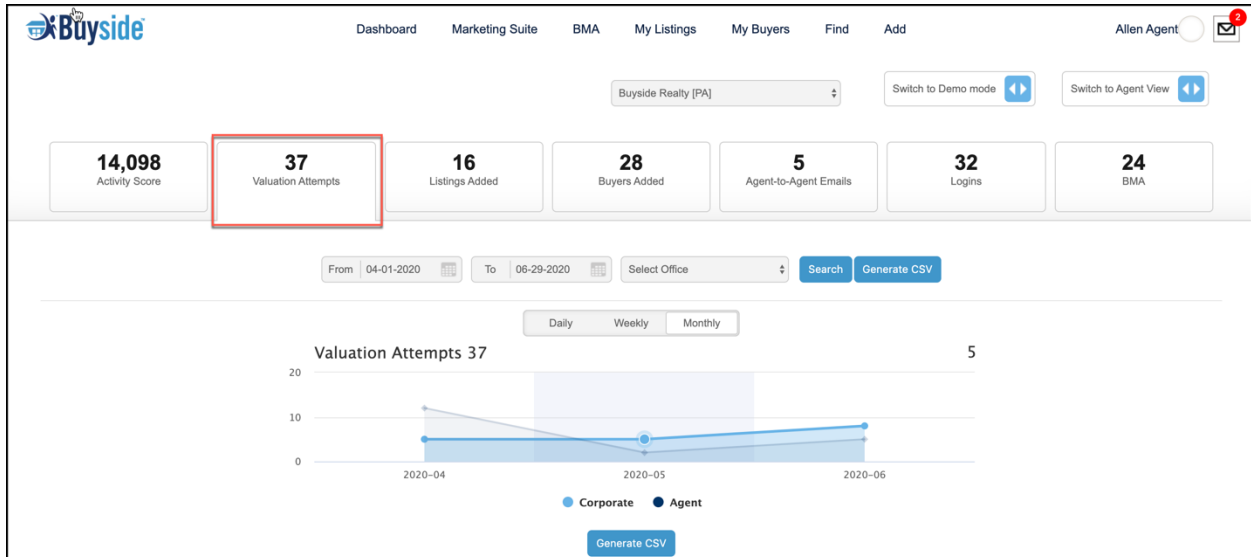 Buyside
Dashboard Marketing Suite BMA My Listings My Buyers Find Add Allen Agent 2
Buyside Realty [PA] Switch to Demo mode Switch to Agent View
14,098 37 16 28 5 32 24
Activity Score Valuation Attempts Listings Added Buyers Added Agent-to-Agent Emails Logins BMA
From 04-01-2020 To 06-29-2020 Select Office Search Generate CSV
Daily Weekly Monthly
Valuation Attempts 37 5
20
10
0
2020-04 2020-05 2020-06
Corporate Agent
Generate CSV